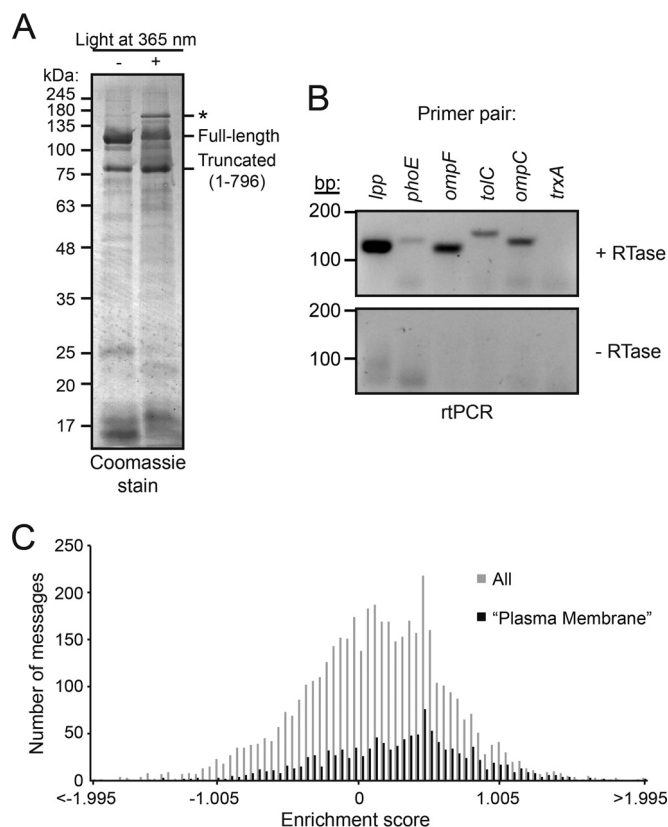 A
Light at 365 nm
- +
kDa:
245
180
135
100
75
63
48
35
25
20
17
*
Full-length
Truncated
(1-796)
Coomassie
stain
B
Primer pair:
bp:
lpp
phoE
ompF
tolC
ompC
trxA
200
100
+ RTase
200
100
- RTase
rtPCR
C
Number of messages
250
200
150
100
50
0
All
"Plasma Membrane"
<-1.995 -1.005 0 1.005 >1.995
Enrichment score